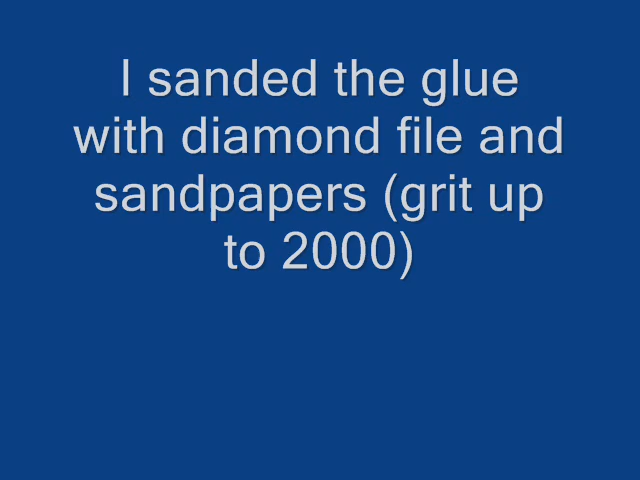 I sanded the glue
with diamond file and
sandpapers (grit up
to 2000)